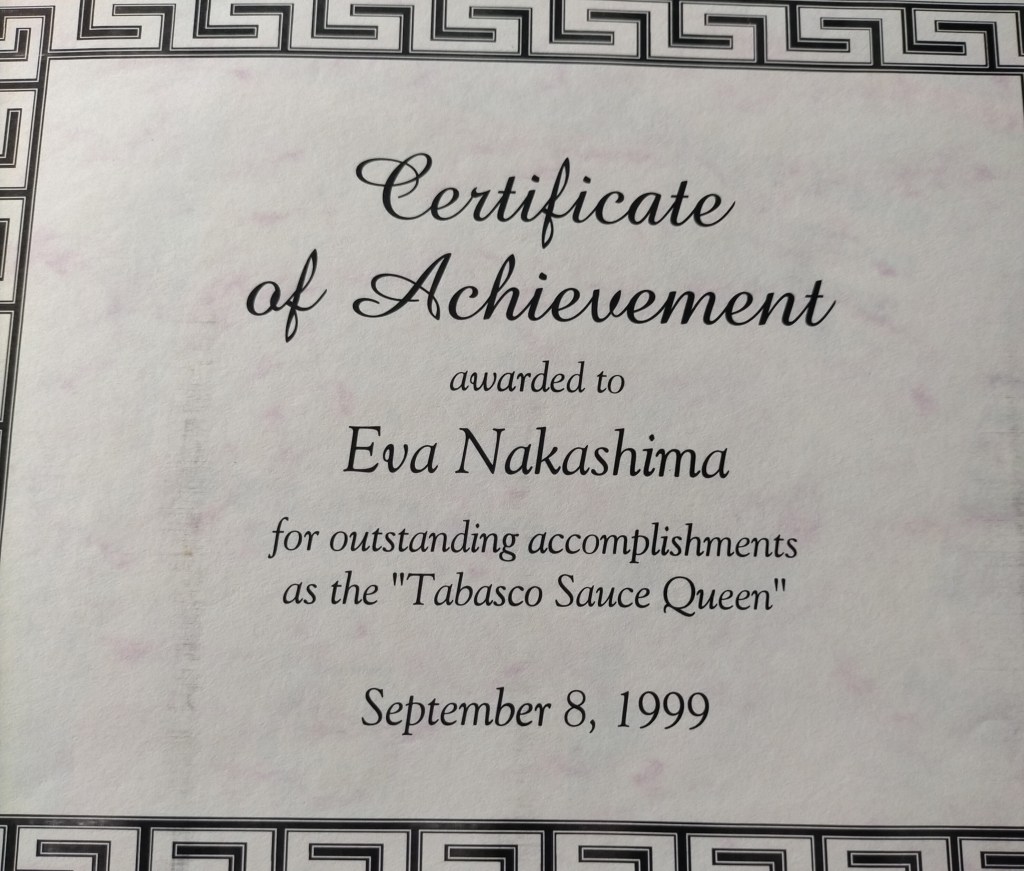 Certificate
of Achievement
awarded to
Eva Nakashima
for outstanding accomplishments
as the "Tabasco Sauce Queen"
September 8, 1999